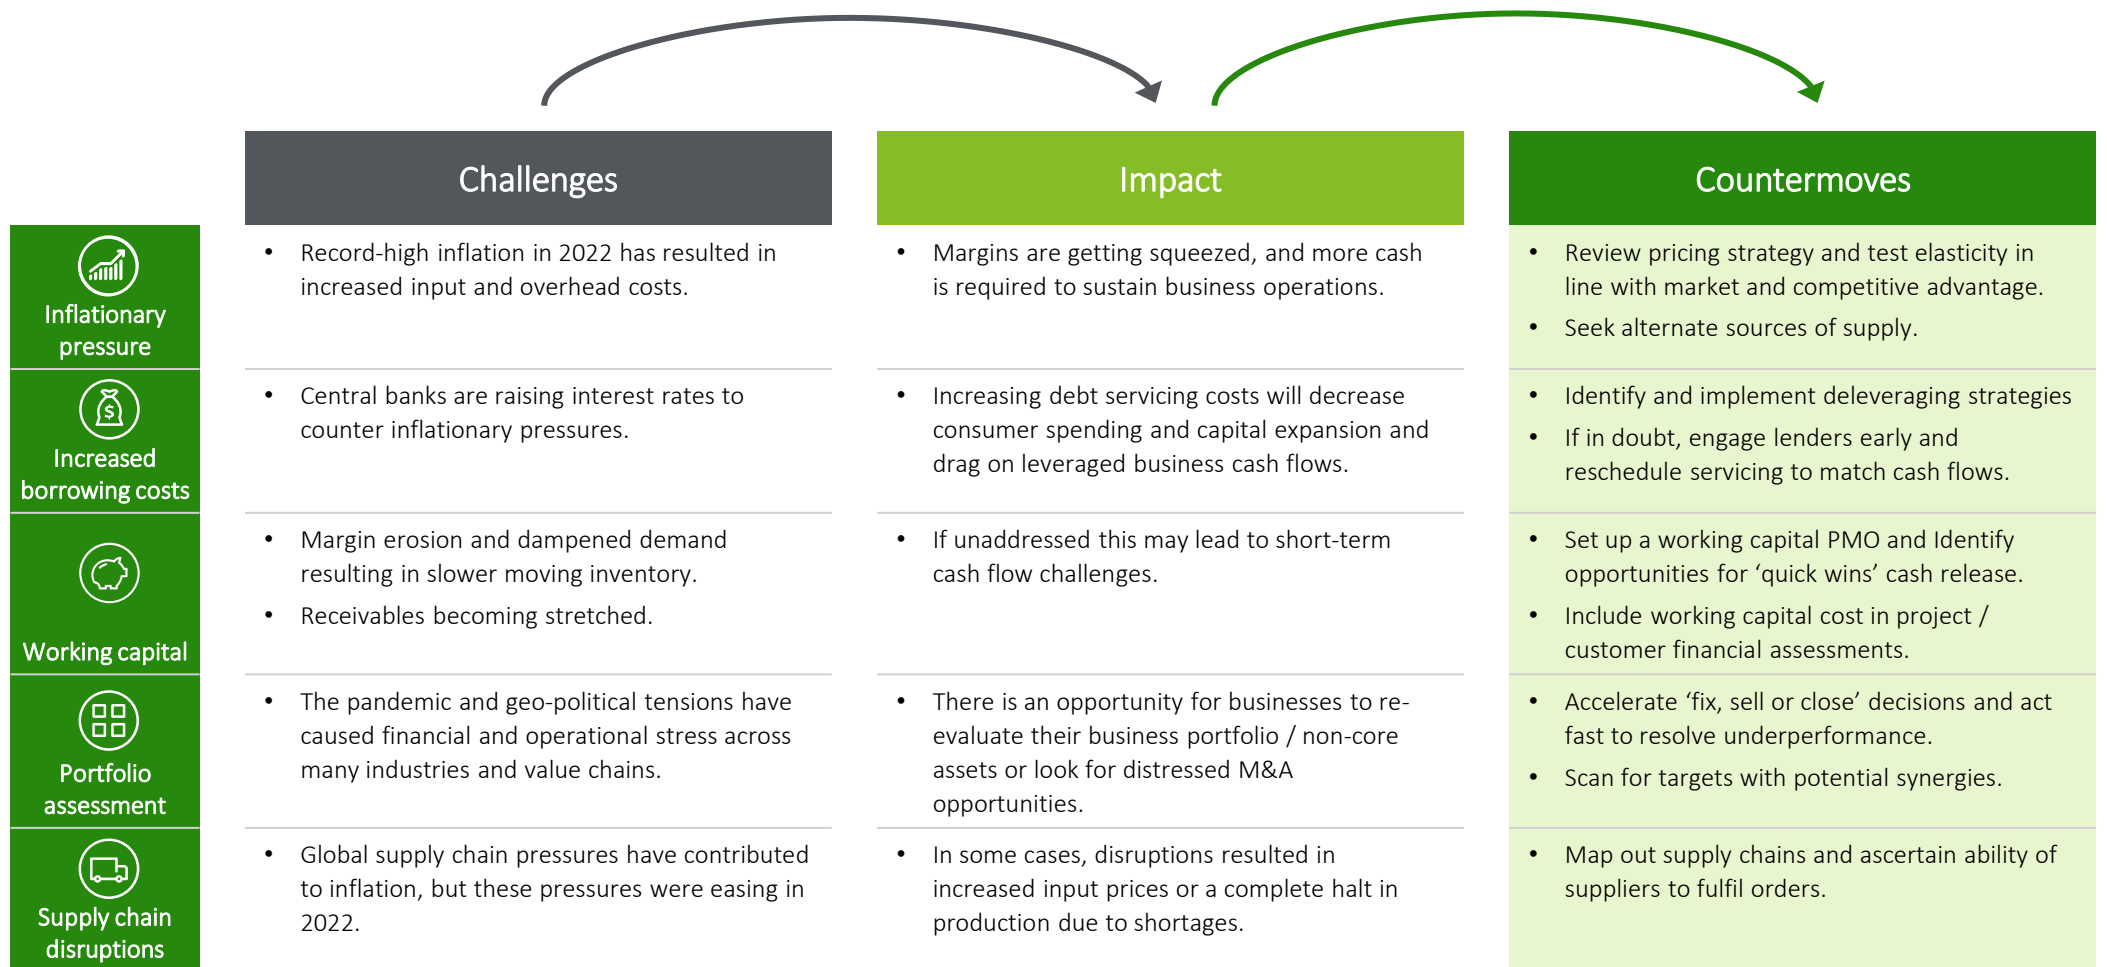 Challenges
Impact
Countermoves
Inflationary
pressure
• Record-high inflation in 2022 has resulted in
increased input and overhead costs.
• Margins are getting squeezed, and more cash
is required to sustain business operations.
• Review pricing strategy and test elasticity in
line with market and competitive advantage.
• Seek alternate sources of supply.
$
Increased
borrowing costs
• Central banks are raising interest rates to
counter inflationary pressures.
• Increasing debt servicing costs will decrease
consumer spending and capital expansion and
drag on leveraged business cash flows.
• Identify and implement deleveraging strategies
• If in doubt, engage lenders early and
reschedule servicing to match cash flows.
Working capital
• Margin erosion and dampened demand
resulting in slower moving inventory.
• Receivables becoming stretched.
• If unaddressed this may lead to short-term
cash flow challenges.
• Set up a working capital PMO and Identify
opportunities for ‘quick wins’ cash release.
• Include working capital cost in project /
customer financial assessments.
Portfolio
assessment
• The pandemic and geo-political tensions have
caused financial and operational stress across
many industries and value chains.
• There is an opportunity for businesses to re-
evaluate their business portfolio / non-core
assets or look for distressed M&A
opportunities.
• Accelerate ‘fix, sell or close’ decisions and act
fast to resolve underperformance.
• Scan for targets with potential synergies.
Supply chain
disruptions
• Global supply chain pressures have contributed
to inflation, but these pressures were easing in
2022.
• In some cases, disruptions resulted in
increased input prices or a complete halt in
production due to shortages.
• Map out supply chains and ascertain ability of
suppliers to fulfil orders.